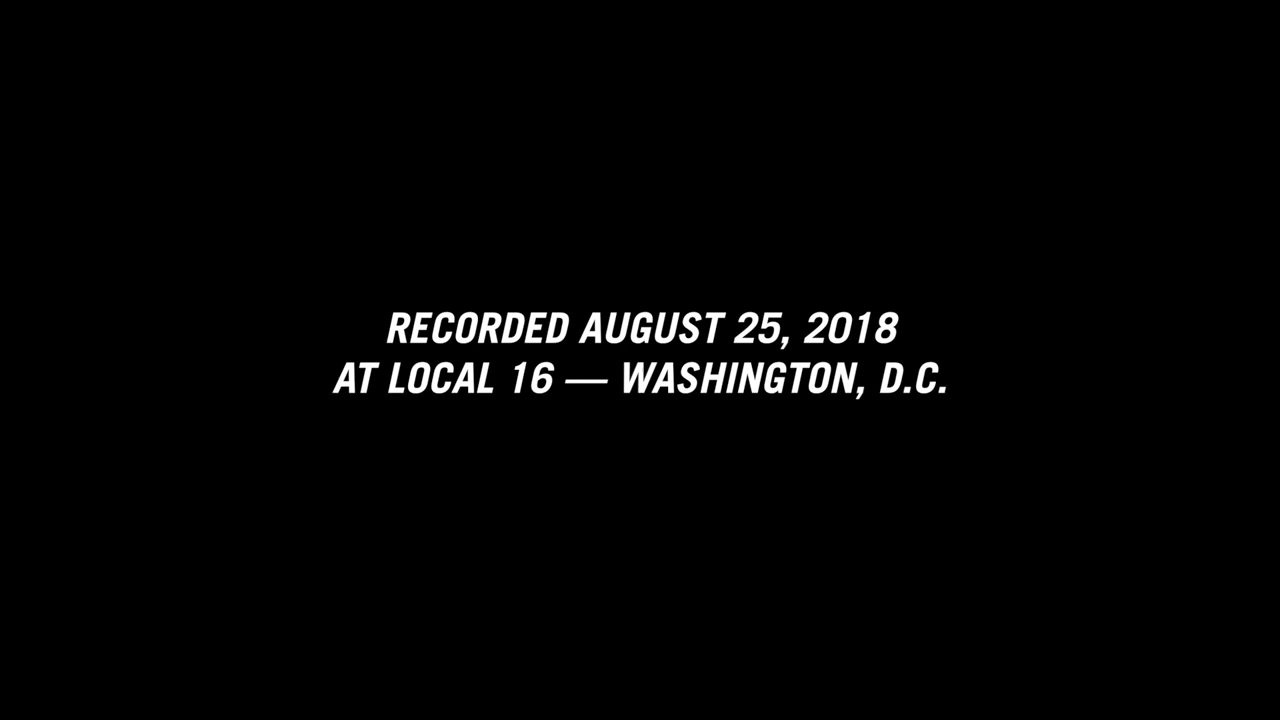 RECORDED AUGUST 25, 2018
AT LOCAL 16 — WASHINGTON, D.C.